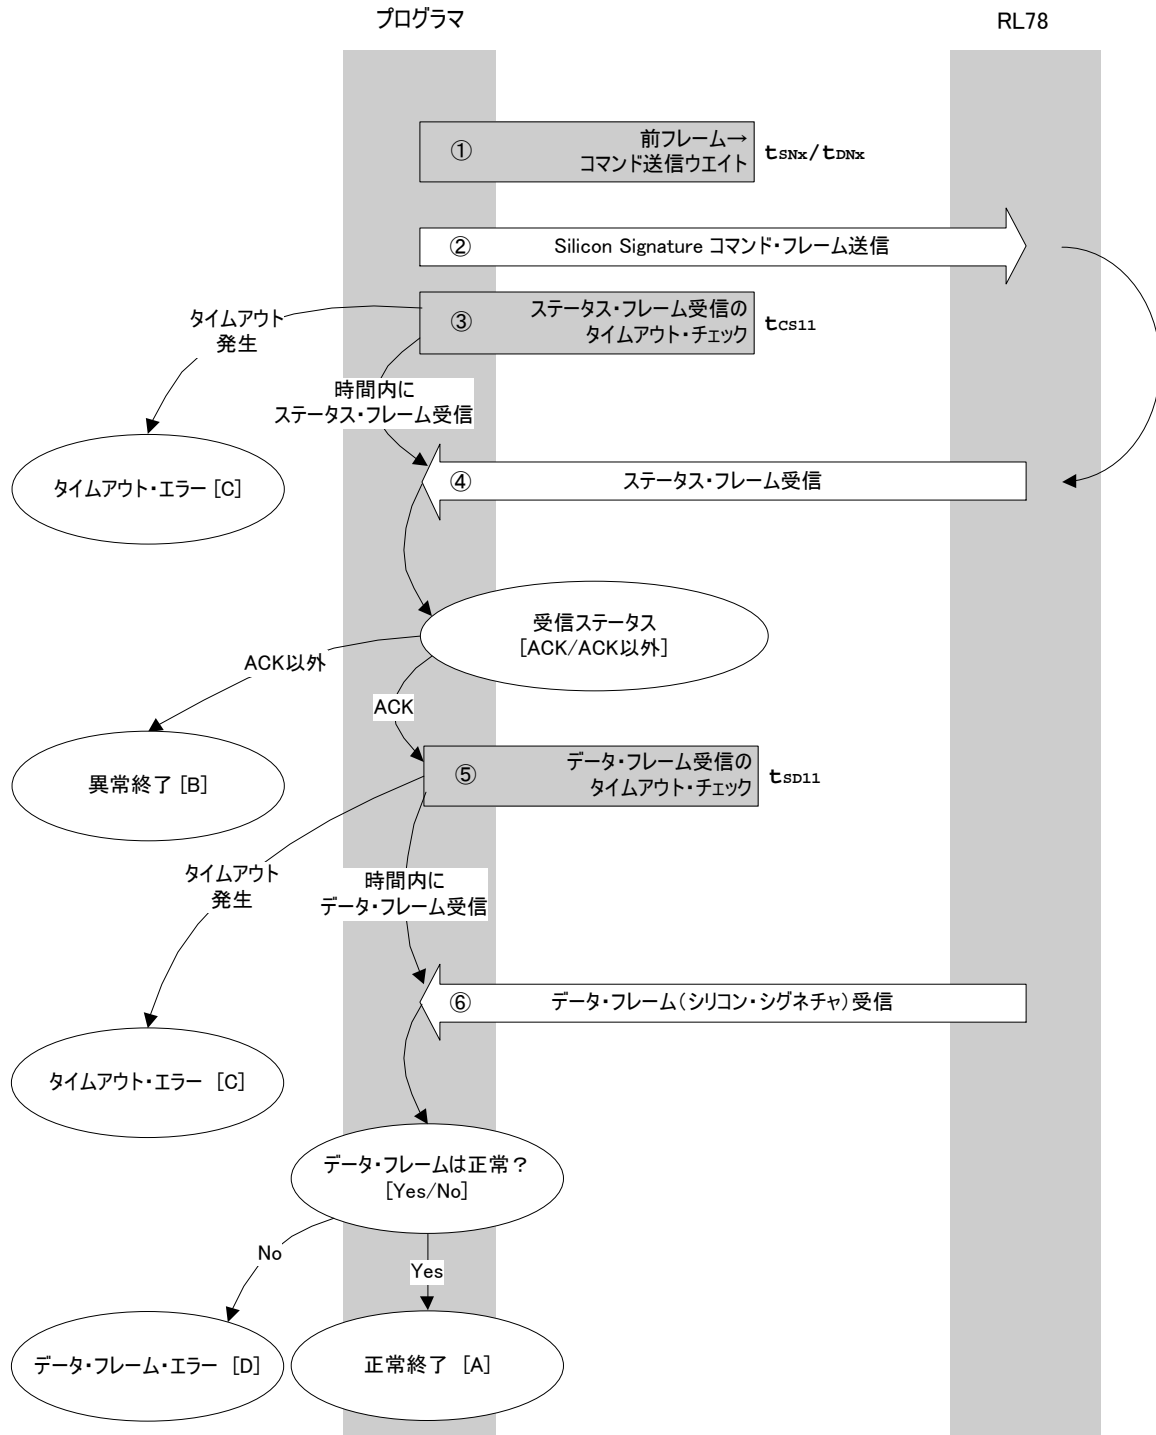 プログラマ
RL78
①
前フレーム→
コマンド送信ウエイト
tSNx/tDNx
②
Silicon Signature コマンド・フレーム送信
③
ステータス・フレーム受信の
タイムアウト・チェック
tCS11
タイムアウト
発生
時間内に
ステータス・フレーム受信
タイムアウト・エラー [C]
④
ステータス・フレーム受信
受信ステータス
[ACK/ACK以外]
ACK以外
ACK
異常終了 [B]
⑤
データ・フレーム受信の
タイムアウト・チェック
tSD11
タイムアウト
発生
時間内に
データ・フレーム受信
⑥
データ・フレーム（シリコン・シグネチャ）受信
タイムアウト・エラー [C]
データ・フレームは正常？
[Yes/No]
No
Yes
データ・フレーム・エラー [D]
正常終了 [A]